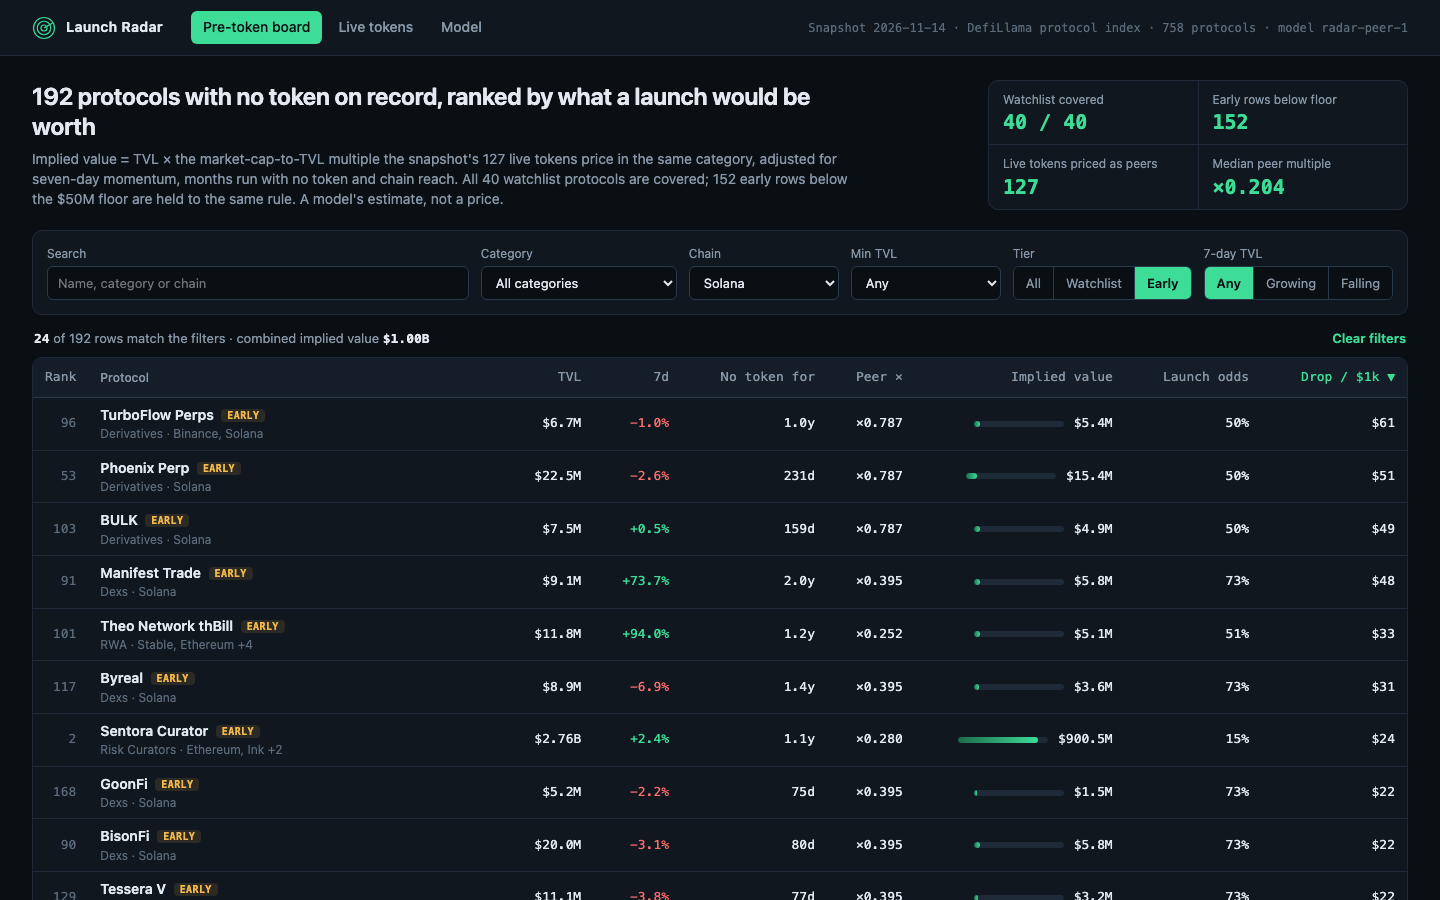 Launch Radar
Pre-token board
Live tokens
Model
Snapshot 2026-11-14 · DefiLlama protocol index · 758 protocols · model radar-peer-1
192 protocols with no token on record, ranked by what a launch would be
worth
Implied value = TVL × the market-cap-to-TVL multiple the snapshot's 127 live tokens price in the same category, adjusted for
seven-day momentum, months run with no token and chain reach. All 40 watchlist protocols are covered; 152 early rows below
the $50M floor are held to the same rule. A model's estimate, not a price.
Watchlist covered
40 / 40
Early rows below floor
152
Live tokens priced as peers
127
Median peer multiple
×0.204
Search
Name, category or chain
Category
All categories
Chain
Solana
Min TVL
Any
Tier
All Watchlist Early
7-day TVL
Any Growing Falling
24 of 192 rows match the filters · combined implied value $1.00B
Clear filters
Rank Protocol TVL 7d No token for Peer × Implied value Launch odds Drop / $1k ▼
96 TurboFlow Perps EARLY $6.7M −1.0% 1.0y ×0.787 $5.4M 50% $61
Derivatives · Binance, Solana
53 Phoenix Perp EARLY $22.5M −2.6% 231d ×0.787 $15.4M 50% $51
Derivatives · Solana
103 BULK EARLY $7.5M +0.5% 159d ×0.787 $4.9M 50% $49
Derivatives · Solana
91 Manifest Trade EARLY $9.1M +73.7% 2.0y ×0.395 $5.8M 73% $48
Dexs · Solana
101 Theo Network thBill EARLY $11.8M +94.0% 1.2y ×0.252 $5.1M 51% $33
RWA · Stable, Ethereum +4
117 Byreal EARLY $8.9M −6.9% 1.4y ×0.395 $3.6M 73% $31
Dexs · Solana
2 Sentora Curator EARLY $2.76B +2.4% 1.1y ×0.280 $900.5M 15% $24
Risk Curators · Ethereum, Ink +2
168 GoonFi EARLY $5.2M −2.2% 75d ×0.395 $1.5M 73% $22
Dexs · Solana
90 BisonFi EARLY $20.0M −3.1% 80d ×0.395 $5.8M 73% $22
Dexs · Solana
129 Tessera V EARLY $11.1M −3.8% 77d ×0.395 $3.2M 73% $22